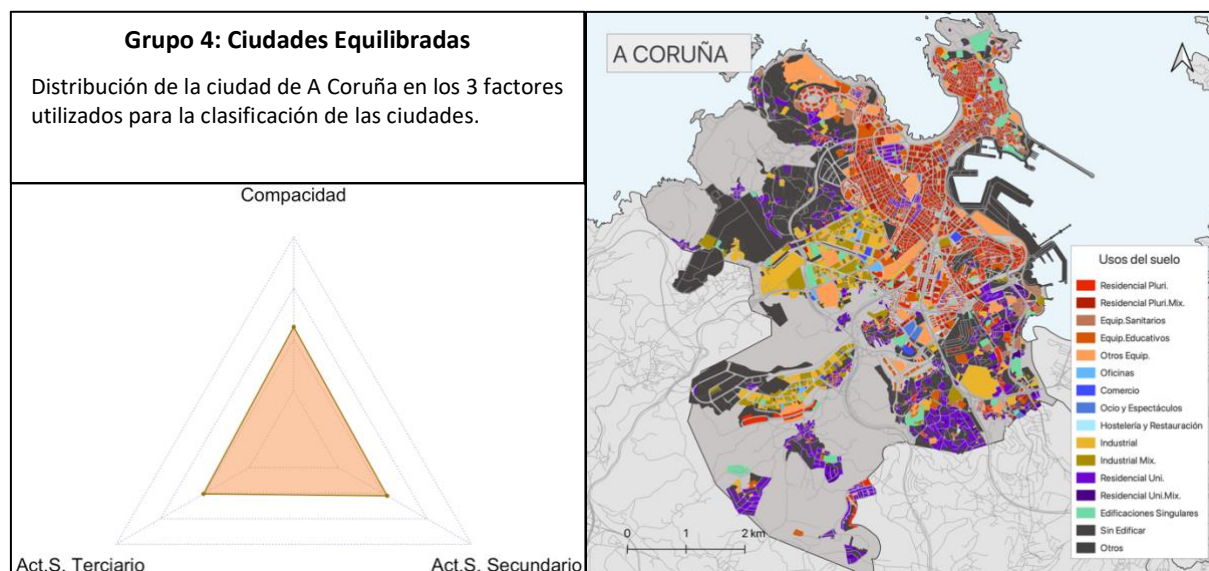 Grupo 4: Ciudades Equilibradas
Distribución de la ciudad de A Coruña en los 3 factores
utilizados para la clasificación de las ciudades.
Compacidad
Act.S. Terciario
Act.S. Secundario
A CORUÑA
Usos del suelo
Residencial Pluri.
Residencial Pluri.Mix.
Equip.Sanitarios
Equip.Educativos
Otros Equip.
Oficinas
Comercio
Ocio y Espectáculos
Hostelería y Restauración
Industrial
Industrial Mix.
Residencial Uni.
Residencial Uni.Mix.
Edificaciones Singulares
Sin Edificar
Otros
0 1 2 km